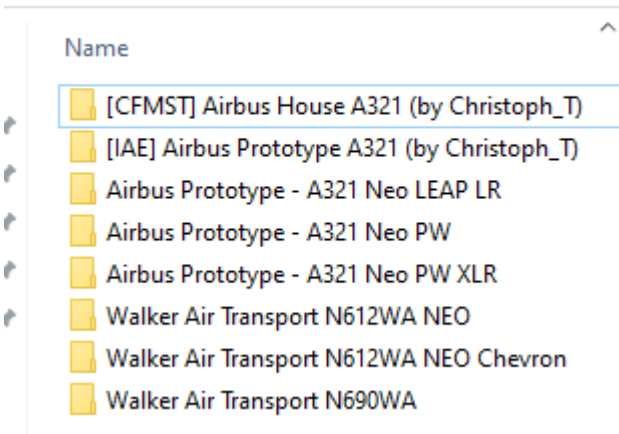 Name
[CFMST] Airbus House A321 (by Christoph_T)
[IAE] Airbus Prototype A321 (by Christoph_T)
Airbus Prototype - A321 Neo LEAP LR
Airbus Prototype - A321 Neo PW
Airbus Prototype - A321 Neo PW XLR
Walker Air Transport N612WA NEO
Walker Air Transport N612WA NEO Chevron
Walker Air Transport N690WA